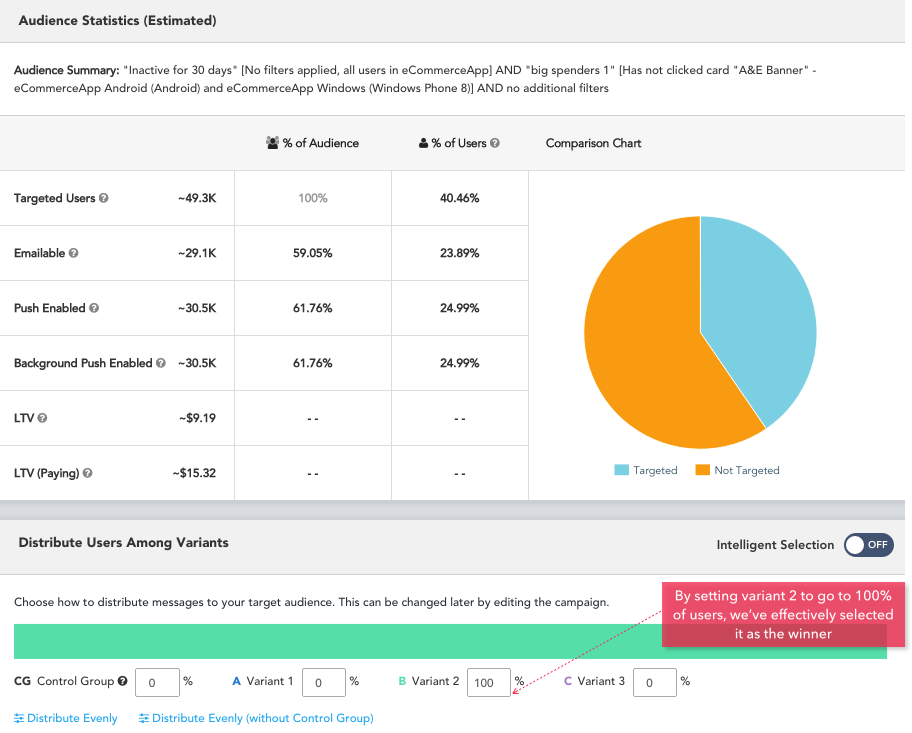 Audience Statistics (Estimated)
Audience Summary: "Inactive for 30 days" [No filters applied, all users in eCommerceApp] AND "big spenders 1" [Has not clicked card "A&E Banner" -
eCommerceApp Android (Android) and eCommerceApp Windows (Windows Phone 8)] AND no additional filters
% of Audience % of Users ? Comparison Chart
Targeted Users ? ~49.3K 100% 40.46%
Emailable ? ~29.1K 59.05% 23.89%
Push Enabled ? ~30.5K 61.76% 24.99%
Background Push Enabled ? ~30.5K 61.76% 24.99%
LTV ? ~$9.19 -- --
LTV (Paying) ? ~$15.32 -- --
Targeted Not Targeted
Distribute Users Among Variants Intelligent Selection OFF
Choose how to distribute messages to your target audience. This can be changed later by editing the campaign.
By setting variant 2 to go to 100%
of users, we've effectively selected
it as the winner
CG Control Group ? 0 % A Variant 1 0 % B Variant 2 100 % C Variant 3 0 %
Distribute Evenly Distribute Evenly (without Control Group)